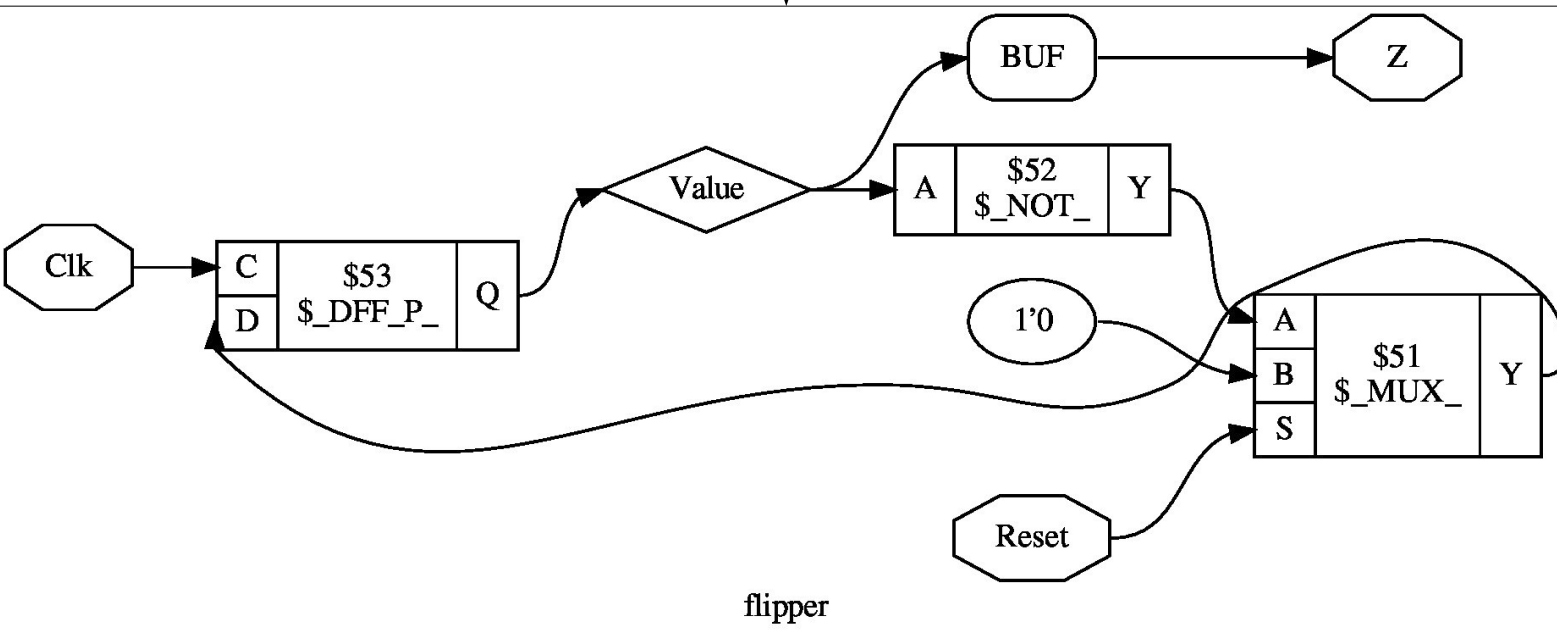 BUF
Z
Value
A
$52
$_NOT_
Y
Clk
C
D
$53
$_DFF_P_
Q
1'0
A
B
S
$51
$_MUX_
Y
Reset
flipper